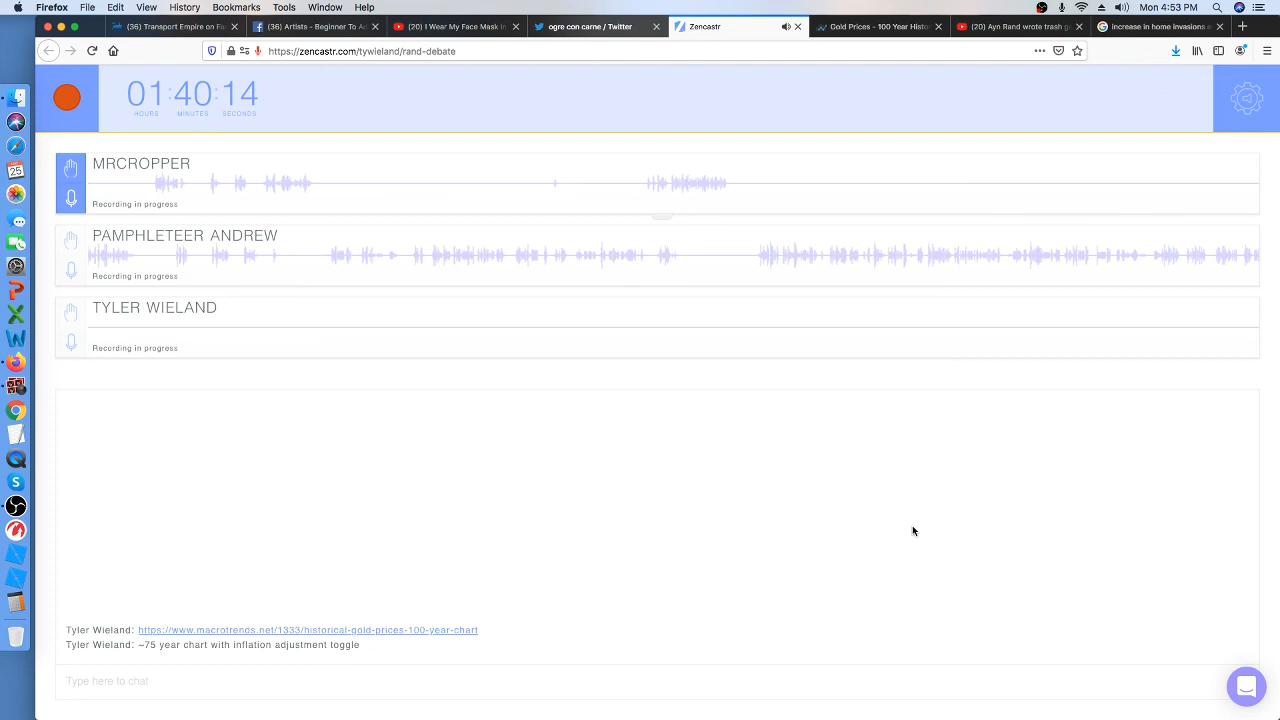 Firefox File Edit View History Bookmarks Tools Window Help Mon 4:53 PM
(36) Transport Empire on Fa
(36) Artists - Beginner To Ad
(20) I Wear My Face Mask in
ogre con carne / Twitter
Zencastr
Gold Prices - 100 Year Histo
(20) Ayn Rand wrote trash g
increase in home invasions
https://zencastr.com/tywieland/rand-debate
01:40:14
HOURS MINUTES SECONDS
MRCROPPER
Recording in progress
PAMPHLETEER ANDREW
Recording in progress
TYLER WIELAND
Recording in progress
Tyler Wieland: https://www.macrotrends.net/1333/historical-gold-prices-100-year-chart
Tyler Wieland: ~75 year chart with inflation adjustment toggle
Type here to chat